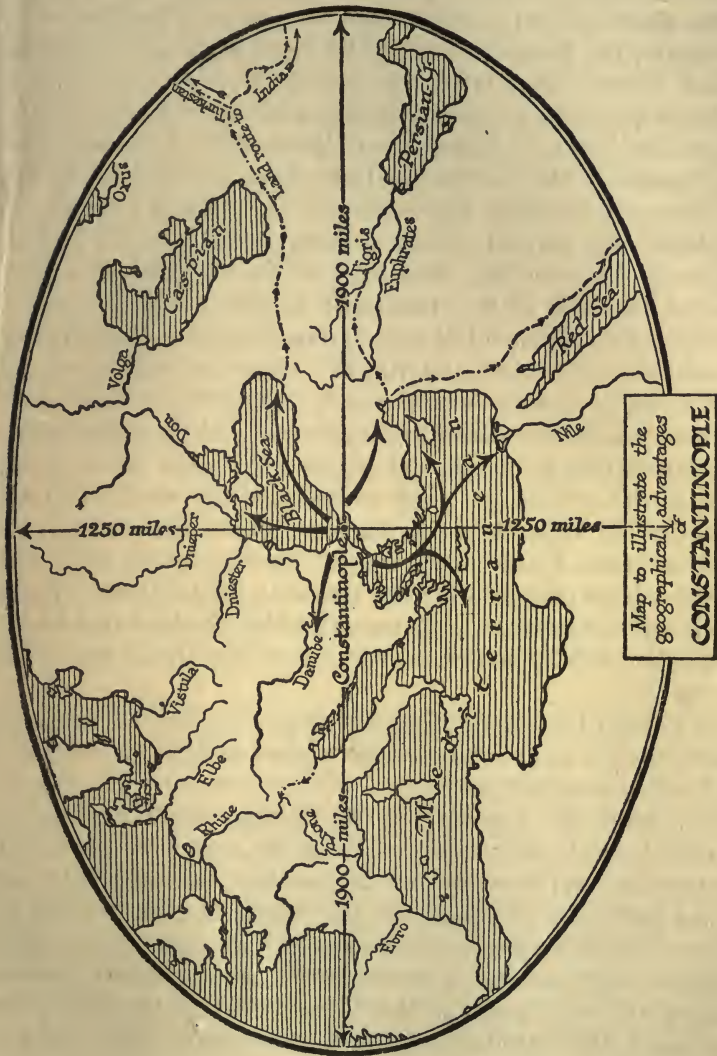 Map to illustrate the
geographical advantages
of
CONSTANTINOPLE
1250 miles
1250 miles
1900 miles
1900 miles
Constantinople
Black Sea
Caspian
Mediterranean
Red Sea
Persian G.
Oxus
Volga
Don
Dnieper
Dniester
Danube
Vistula
Elbe
Rhine
Rhone
Ebro
Nile
Tigris
Euphrates
Land route to
Turkestan
India